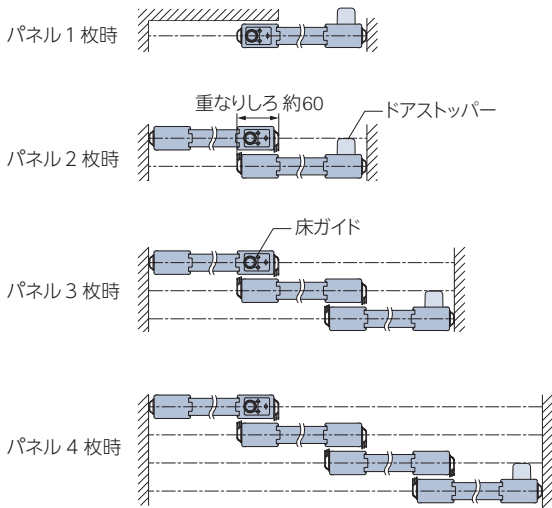 パネル 1 枚時
重なりしろ 約60
ドアストッパー
パネル 2 枚時
床ガイド
パネル 3 枚時
パネル 4 枚時